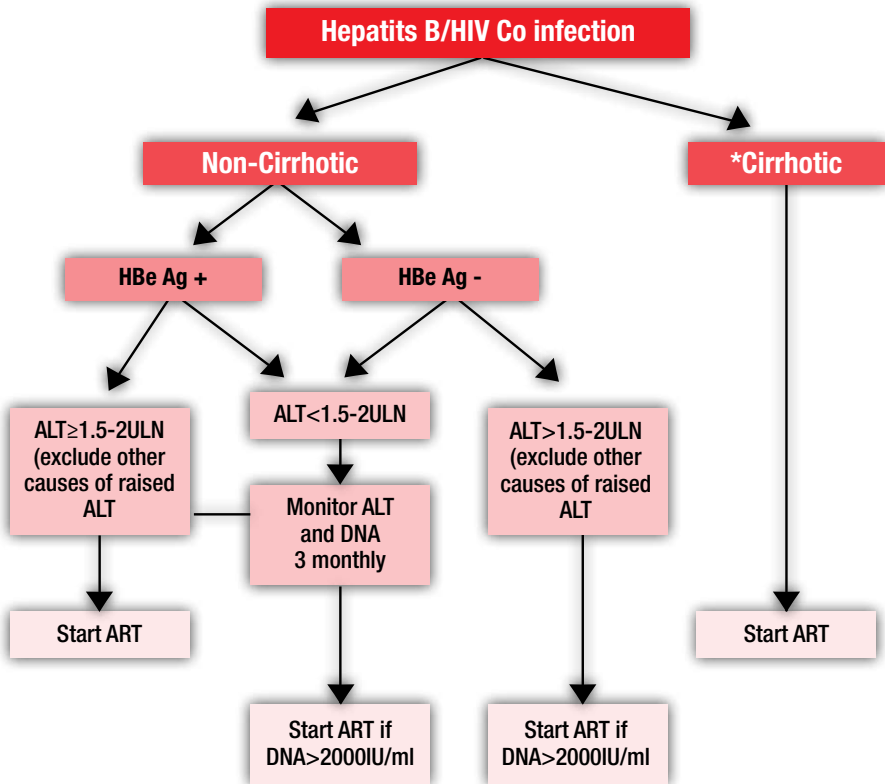 Hepatits B/HIV Co infection
Non-Cirrhotic
*Cirrhotic
HBe Ag +
HBe Ag -
ALT≥1.5-2ULN
(exclude other
causes of raised
ALT
ALT<1.5-2ULN
ALT>1.5-2ULN
(exclude other
causes of raised
ALT
Monitor ALT
and DNA
3 monthly
Start ART
Start ART
Start ART if
DNA>2000IU/ml
Start ART if
DNA>2000IU/ml